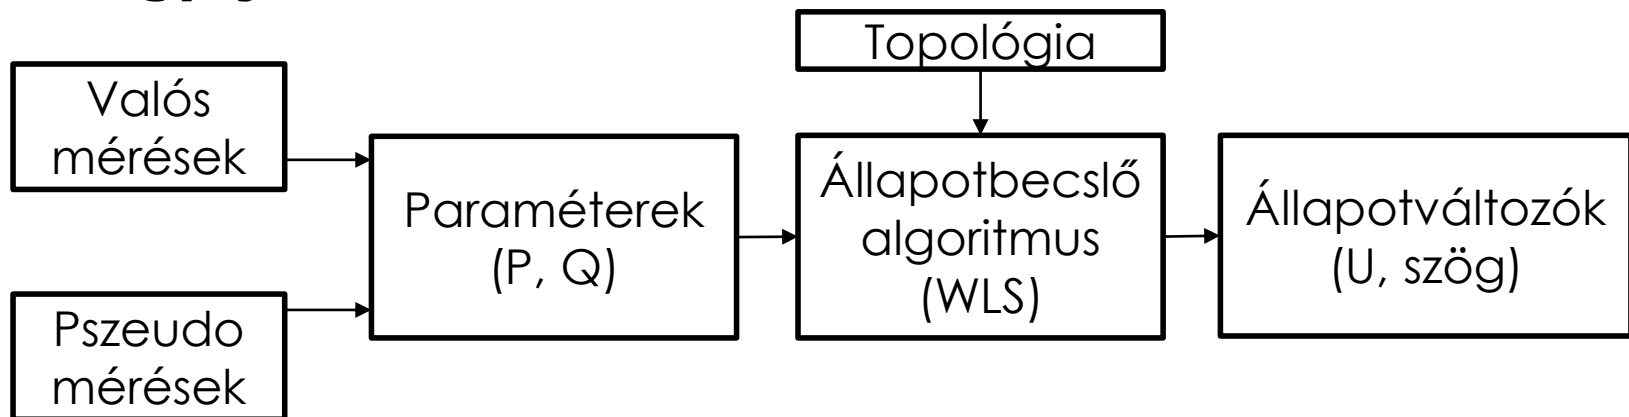 Topológia
Valós
mérések
Paraméterek
(P, Q)
Állapotbecslő
algoritmus
(WLS)
Állapotváltozók
(U, szög)
Pszeudo
mérések